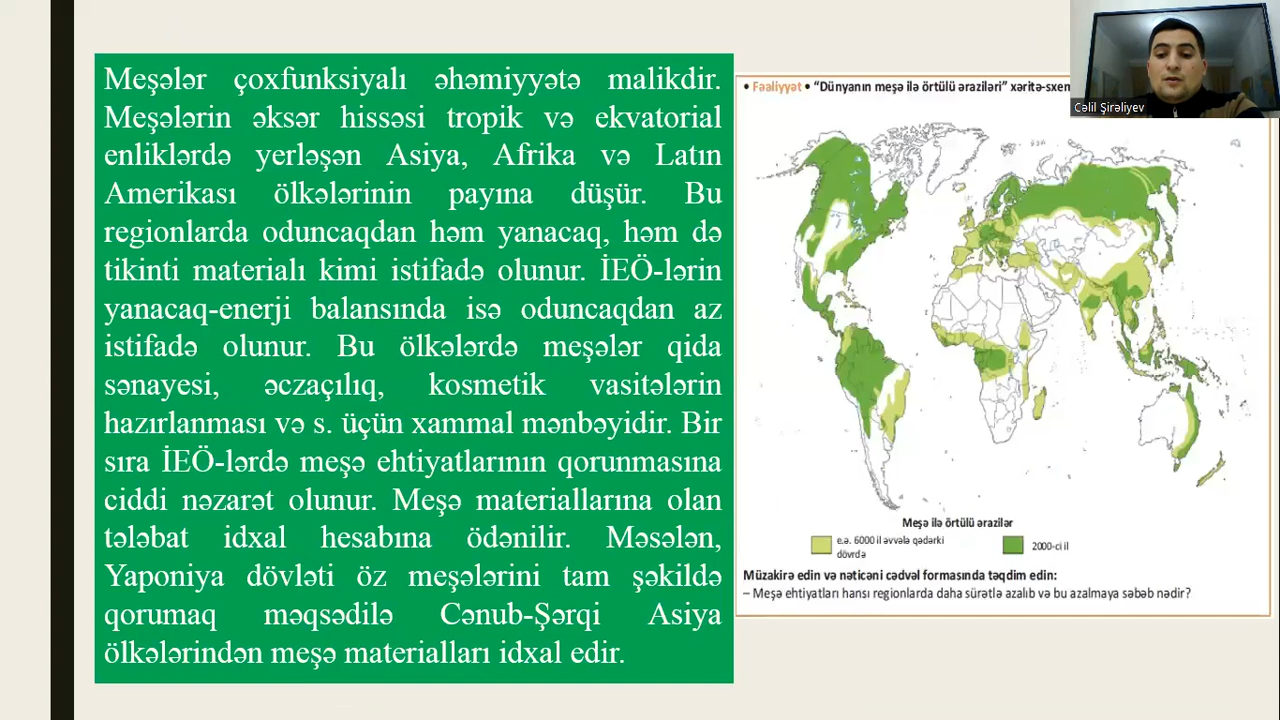 Meşələr çoxfunksiyalı əhəmiyyətə malikdir.
Meşələrin əksər hissəsi tropik və ekvatorial
enliklərdə yerləşən Asiya, Afrika və Latın
Amerikası ölkələrinin payına düşür. Bu
regionlarda oduncaqdan həm yanacaq, həm də
tikinti materialı kimi istifadə olunur. İEÖ-lərin
yanacaq-enerji balansında isə oduncaqdan az
istifadə olunur. Bu ölkələrdə meşələr qida
sənayesi, əczaçılıq, kosmetik vasitələrin
hazırlanması və s. üçün xammal mənbəyidir. Bir
sıra İEÖ-lərdə meşə ehtiyatlarının qorunmasına
ciddi nəzarət olunur. Meşə materiallarına olan
tələbat idxal hesabına ödənilir. Məsələn,
Yaponiya dövləti öz meşələrini tam şəkildə
qorumaq məqsədilə Cənub-Şərqi Asiya
ölkələrindən meşə materialları idxal edir.
Cəlil Şirəliyev
• Fəaliyyət • “Dünyanın meşə ilə örtülü əraziləri” xəritə-sxem
Meşə ilə örtülü ərazilər
e.ə. 6000 il əvvələ qədərki
dövrdə
2000-ci il
Müzakirə edin və nəticəni cədvəl formasında təqdim edin:
– Meşə ehtiyatları hansı regionlarda daha sürətlə azalıb və bu azalmaya səbəb nədir?